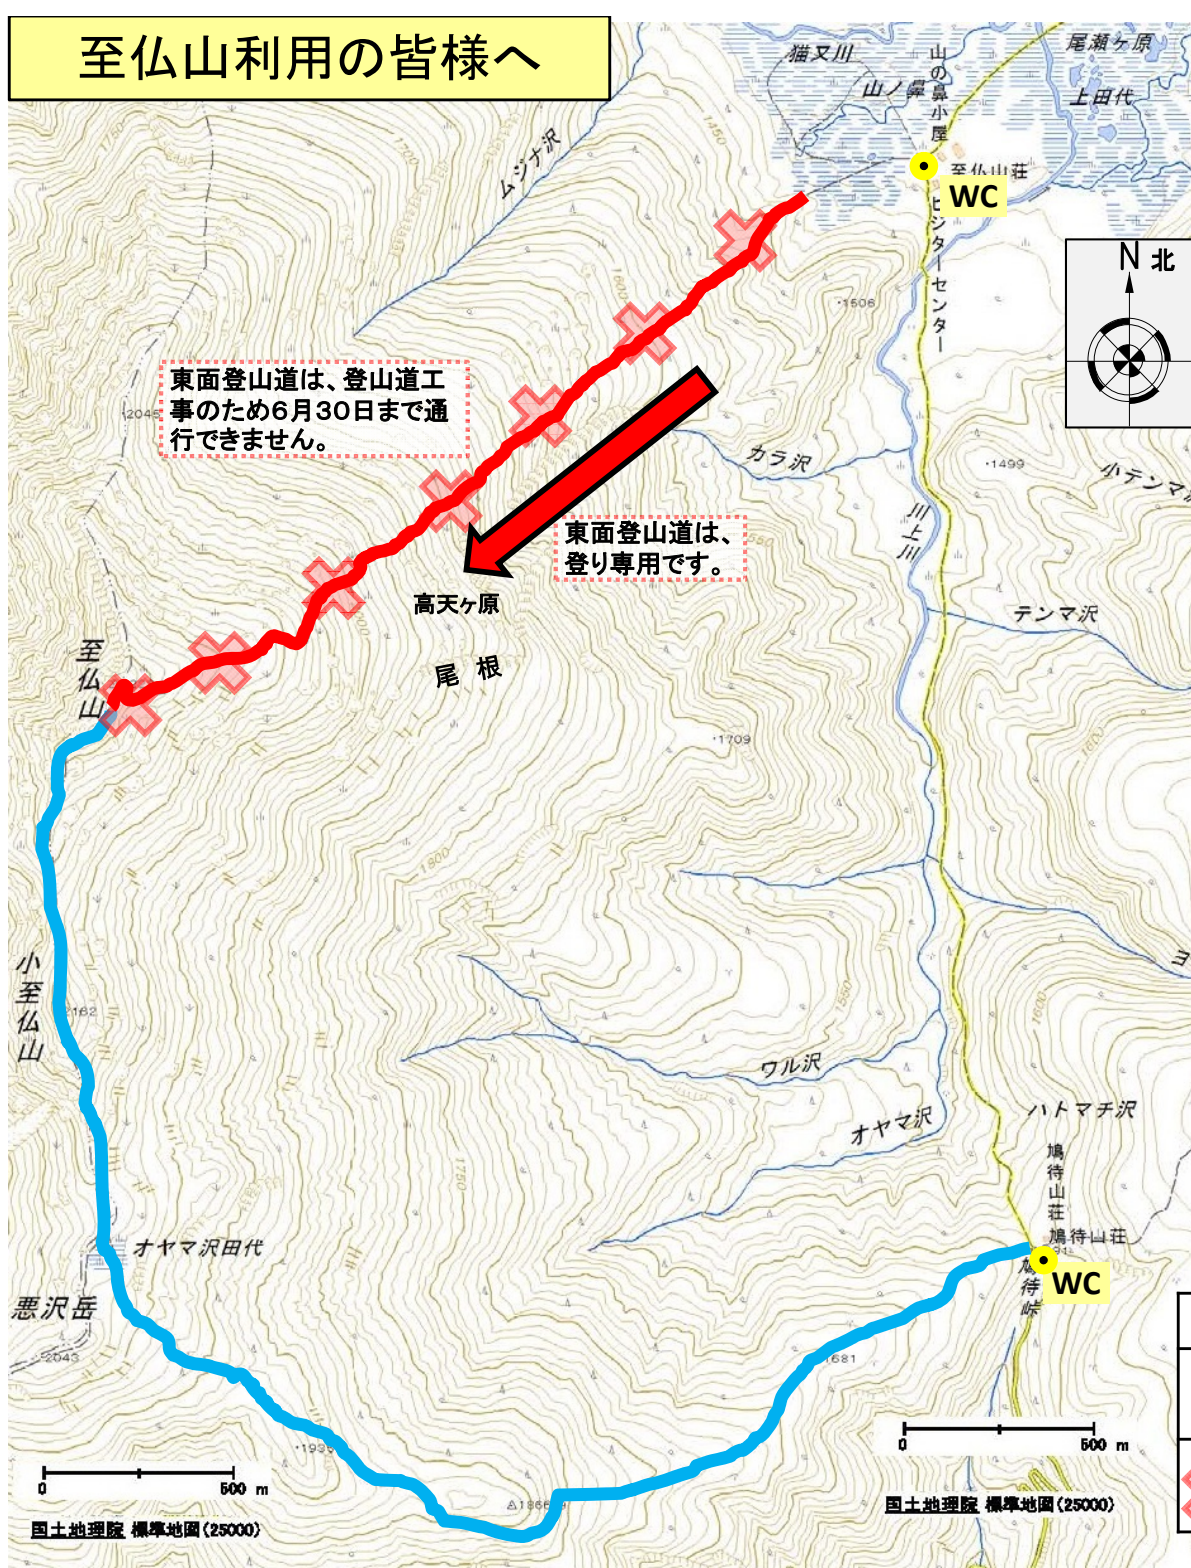 至仏山利用の皆様へ
猫又川
山ノ鼻
山の鼻小屋
尾瀬ヶ原
上田代
ムジナ沢
1450
至仏山荘
WC
ビジターセンター
N 北
1506
1600
東面登山道は、登山道工
事のため6月30日まで通
行できません。
カラ沢
1499
小テンマ
川上川
東面登山道は、
登り専用です。
高天ヶ原
テンマ沢
至仏山
尾根
1709
1800
小至仏山
2162
1550
1600
ワル沢
オヤマ沢
ハトマチ沢
1750
鳩待山荘
鳩待山荘
オヤマ沢田代
鳩待峠
WC
悪沢岳
2043
1681
0 500 m
国土地理院 標準地図(25000)
0 500 m
国土地理院 標準地図(25000)